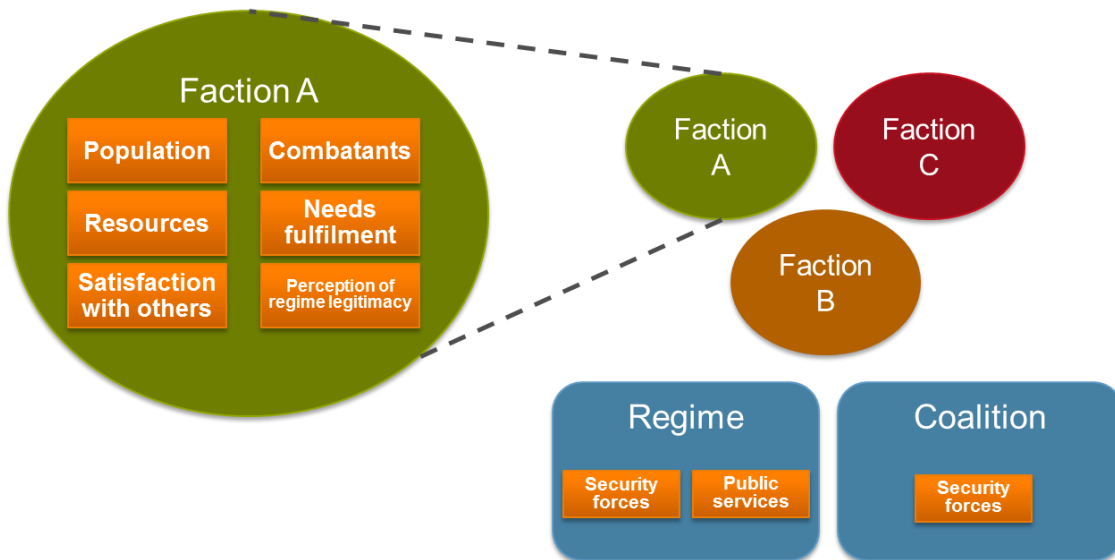 Faction A
Population
Combatants
Resources
Needs
fulfilment
Satisfaction
with others
Perception of
regime legitimacy
Faction
A
Faction
C
Faction
B
Regime
Security
forces
Public
services
Coalition
Security
forces